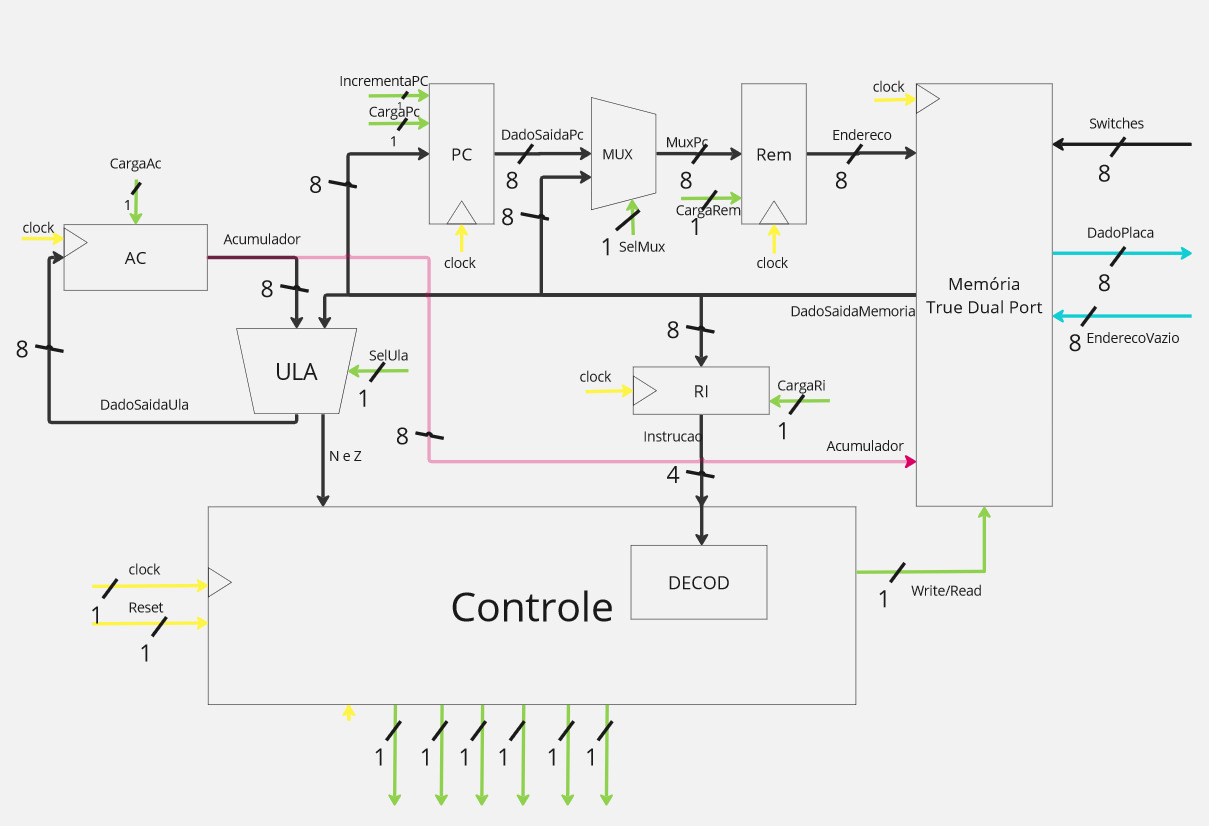 IncrementaPC
1
CargaPc
1
clock
DadoSaidaPc
MuxPc
Endereco
Switches
PC
MUX
Rem
8
8
8
8
8
8
CargaAc
1
CargaRem
1
clock
Acumulador
1
SelMux
DadoPlaca
AC
clock
clock
8
8
Memória
True Dual Port
DadoSaidaMemoria
8
EnderecoVazio
8
8
SelUla
ULA
1
clock
RI
CargaRi
1
DadoSaidaUla
8
Instrucao
Acumulador
N e Z
4
clock
1
Reset
1
Controle
DECOD
1
Write/Read
1
1
1
1
1
1